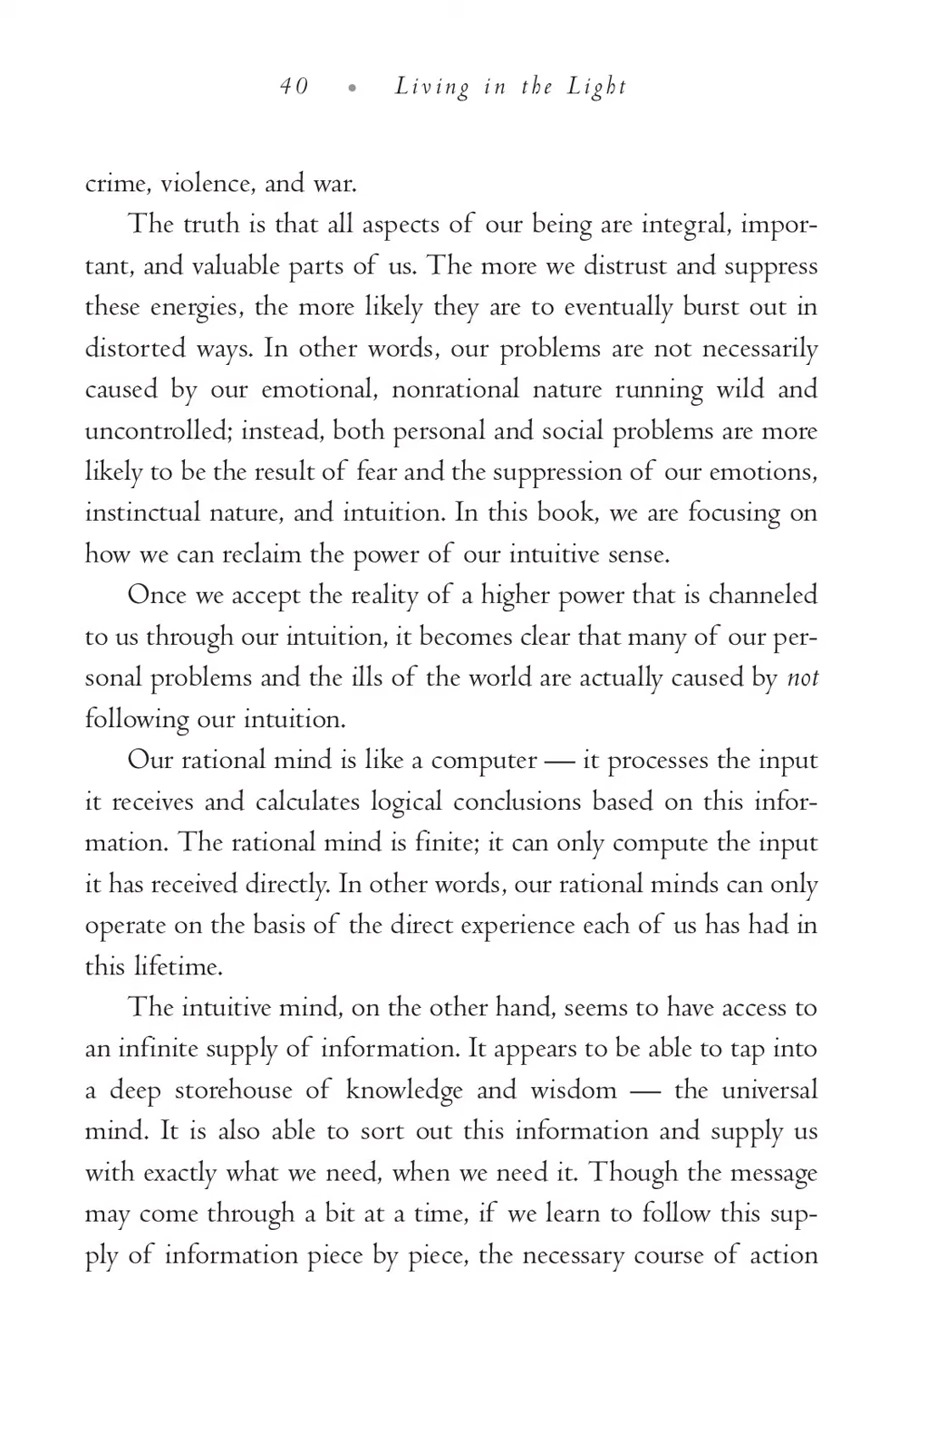 40 • Living in the Light
crime, violence, and war.
The truth is that all aspects of our being are integral, impor-
tant, and valuable parts of us. The more we distrust and suppress
these energies, the more likely they are to eventually burst out in
distorted ways. In other words, our problems are not necessarily
caused by our emotional, nonrational nature running wild and
uncontrolled; instead, both personal and social problems are more
likely to be the result of fear and the suppression of our emotions,
instinctual nature, and intuition. In this book, we are focusing on
how we can reclaim the power of our intuitive sense.
Once we accept the reality of a higher power that is channeled
to us through our intuition, it becomes clear that many of our per-
sonal problems and the ills of the world are actually caused by not
following our intuition.
Our rational mind is like a computer — it processes the input
it receives and calculates logical conclusions based on this infor-
mation. The rational mind is finite; it can only compute the input
it has received directly. In other words, our rational minds can only
operate on the basis of the direct experience each of us has had in
this lifetime.
The intuitive mind, on the other hand, seems to have access to
an infinite supply of information. It appears to be able to tap into
a deep storehouse of knowledge and wisdom — the universal
mind. It is also able to sort out this information and supply us
with exactly what we need, when we need it. Though the message
may come through a bit at a time, if we learn to follow this sup-
ply of information piece by piece, the necessary course of action